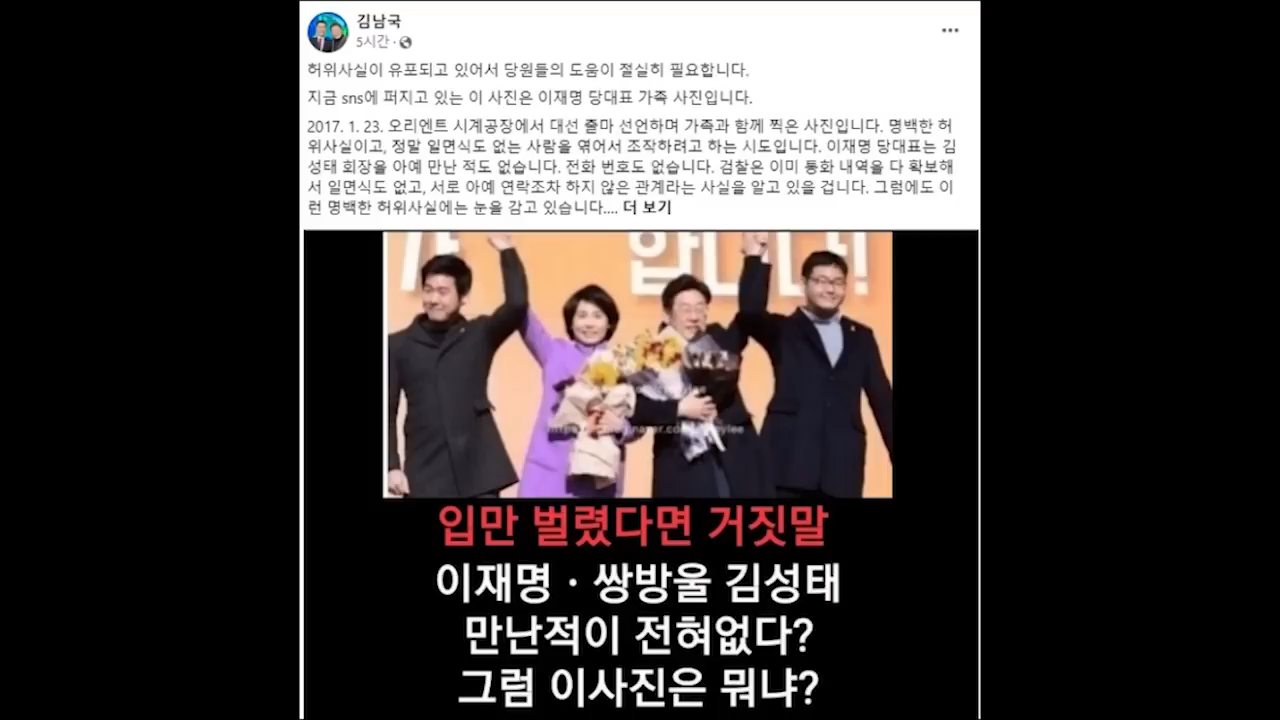 김남국
5시간 ·
허위사실이 유포되고 있어서 당원들의 도움이 절실히 필요합니다.
지금 sns에 퍼지고 있는 이 사진은 이재명 당대표 가족 사진입니다.
2017. 1. 23. 오리엔트 시계공장에서 대선 출마 선언하며 가족과 함께 찍은 사진입니다. 명백한 허
위사실이고, 정말 일면식도 없는 사람을 엮어서 조작하려고 하는 시도입니다. 이재명 당대표는 김
성태 회장을 아예 만난 적도 없습니다. 전화 번호도 없습니다. 검찰은 이미 통화 내역을 다 확보해
서 일면식도 없고, 서로 아예 연락조차 하지 않은 관계라는 사실을 알고 있을 겁니다. 그럼에도 이
런 명백한 허위사실에는 눈을 감고 있습니다.... 더 보기
합니다!
입만 벌렸다면 거짓말
이재명 · 쌍방울 김성태
만난적이 전혀없다?
그럼 이사진은 뭐냐?